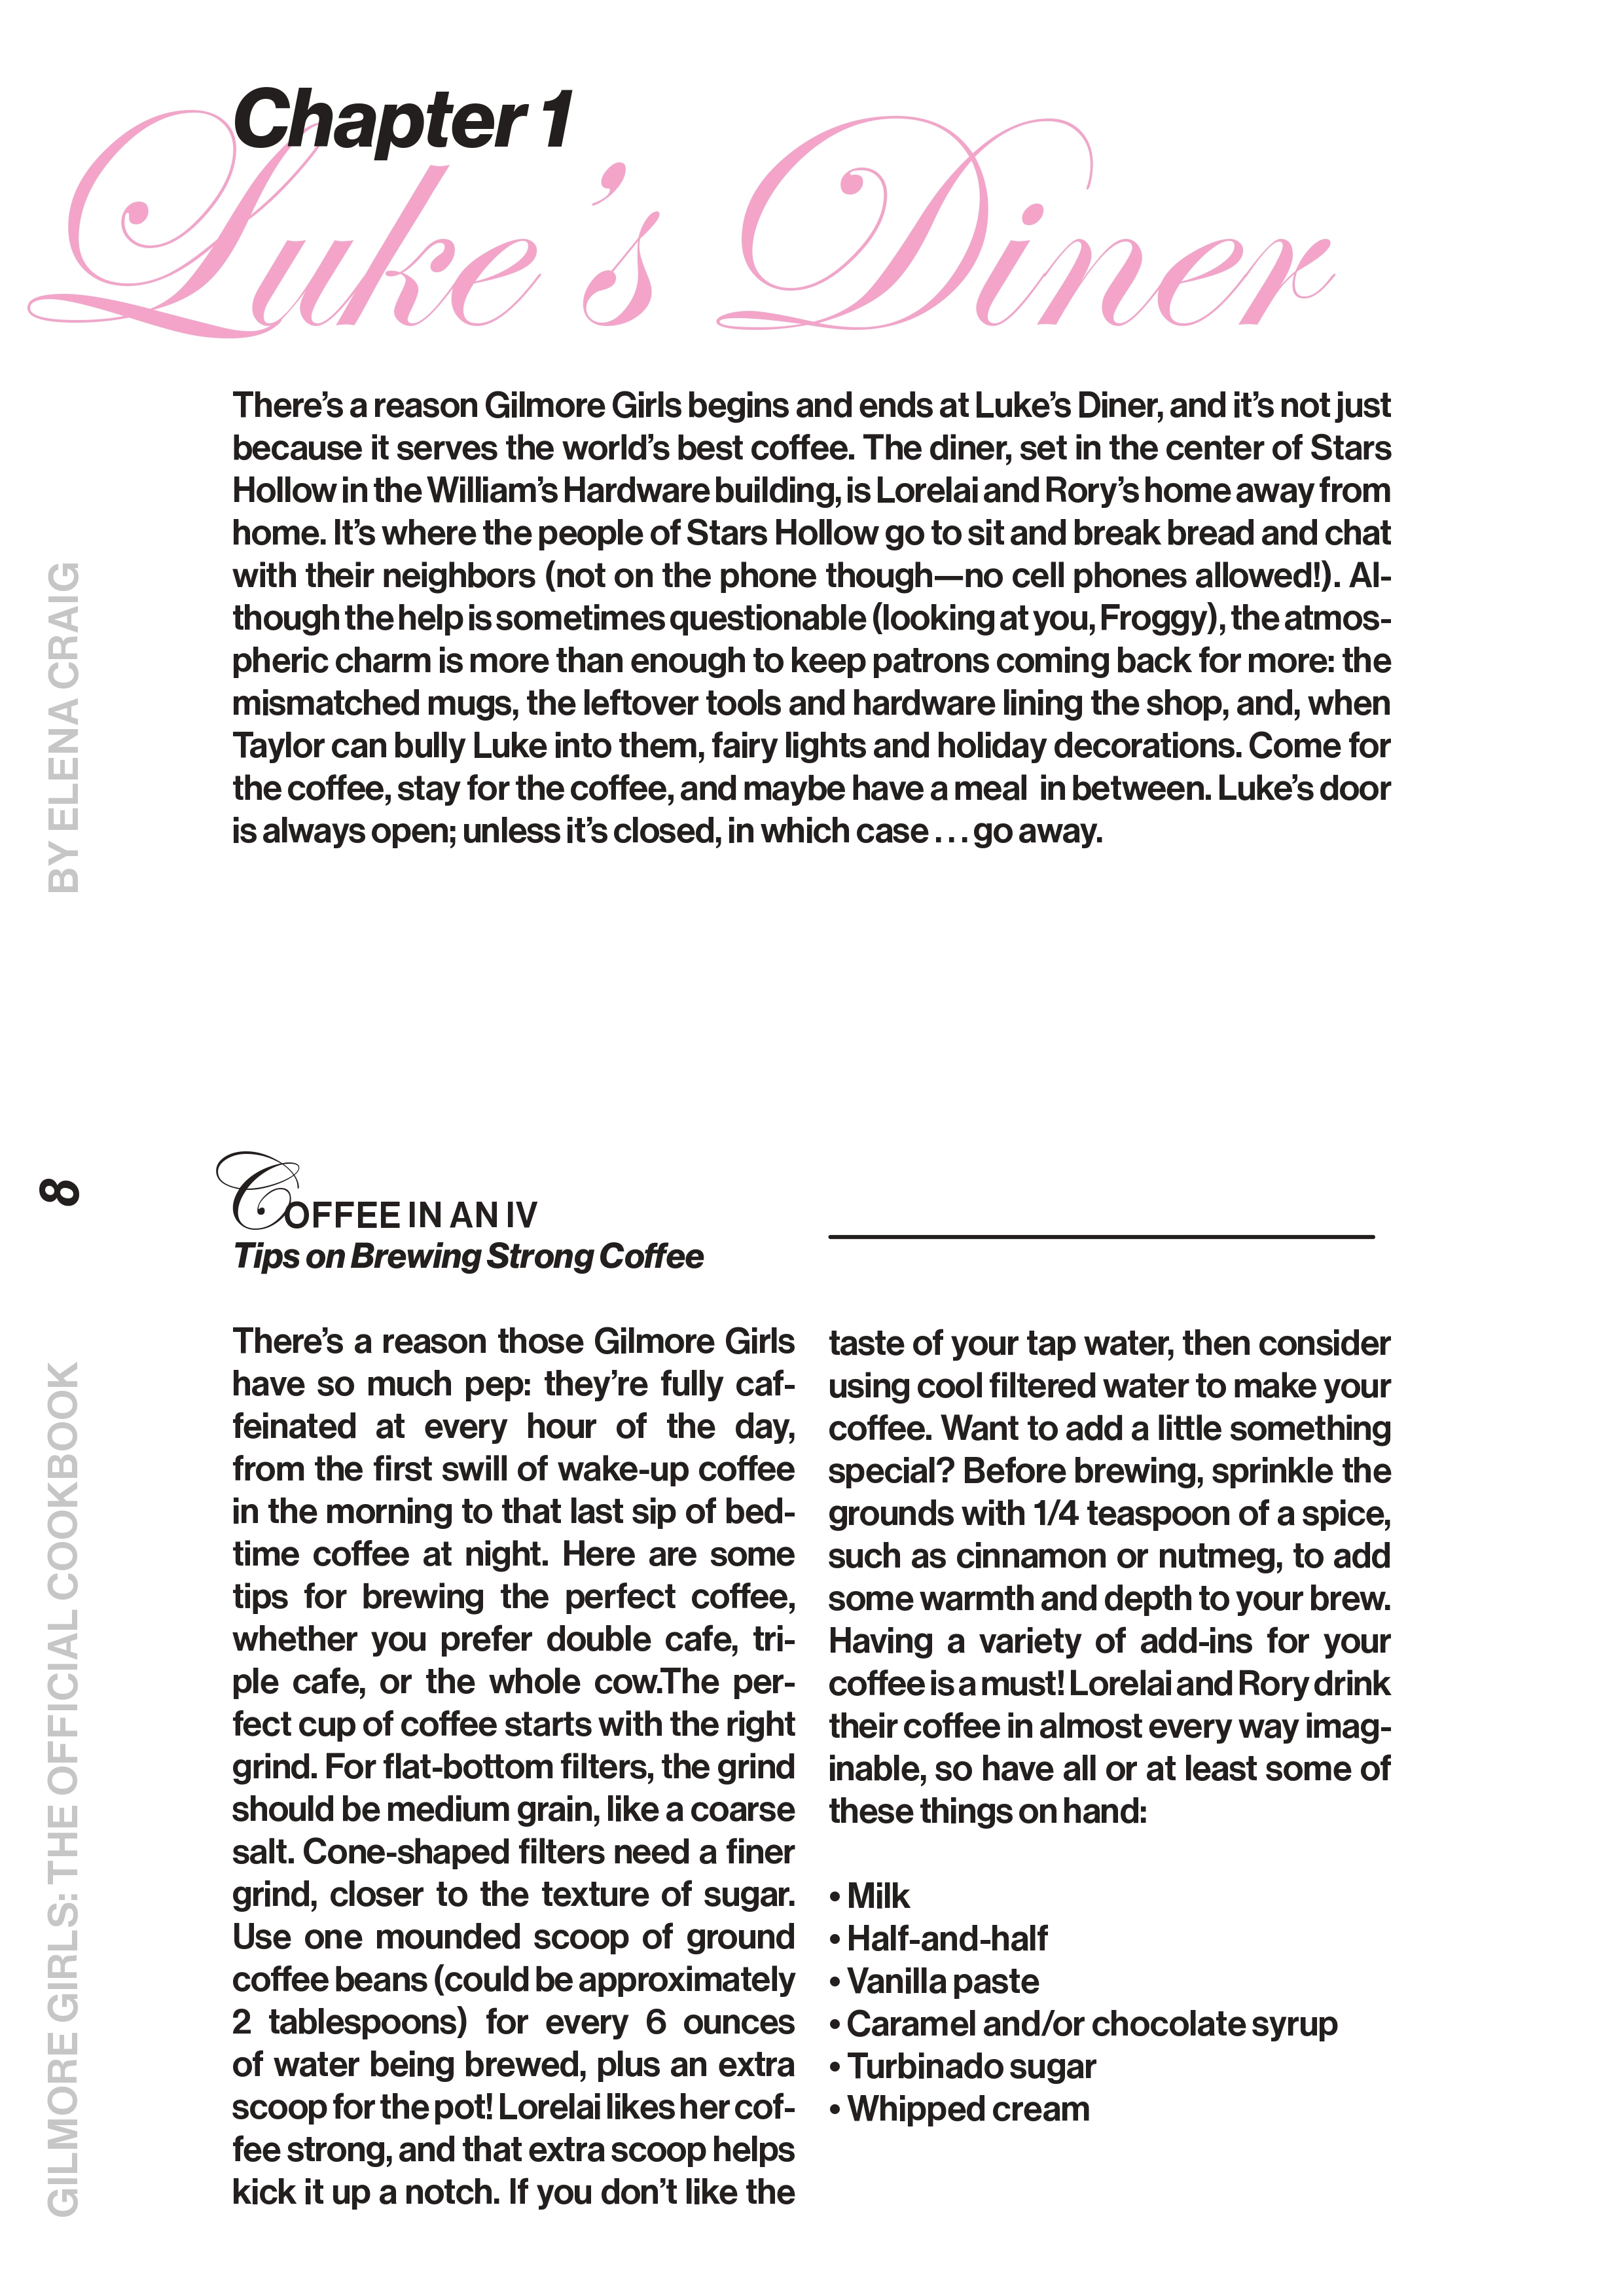 Chapter 1
Luke’s Diner
There’s a reason Gilmore Girls begins and ends at Luke’s Diner, and it’s not just
because it serves the world’s best coffee. The diner, set in the center of Stars
Hollow in the William’s Hardware building, is Lorelai and Rory’s home away from
home. It’s where the people of Stars Hollow go to sit and break bread and chat
with their neighbors (not on the phone though—no cell phones allowed!). Al-
though the help is sometimes questionable (looking at you, Froggy), the atmos-
pheric charm is more than enough to keep patrons coming back for more: the
mismatched mugs, the leftover tools and hardware lining the shop, and, when
Taylor can bully Luke into them, fairy lights and holiday decorations. Come for
the coffee, stay for the coffee, and maybe have a meal in between. Luke’s door
is always open; unless it’s closed, in which case . . . go away.
COFFEE IN AN IV
Tips on Brewing Strong Coffee
There’s a reason those Gilmore Girls
have so much pep: they’re fully caf-
feinated at every hour of the day,
from the first swill of wake-up coffee
in the morning to that last sip of bed-
time coffee at night. Here are some
tips for brewing the perfect coffee,
whether you prefer double cafe, tri-
ple cafe, or the whole cow.The per-
fect cup of coffee starts with the right
grind. For flat-bottom filters, the grind
should be medium grain, like a coarse
salt. Cone-shaped filters need a finer
grind, closer to the texture of sugar.
Use one mounded scoop of ground
coffee beans (could be approximately
2 tablespoons) for every 6 ounces
of water being brewed, plus an extra
scoop for the pot! Lorelai likes her cof-
fee strong, and that extra scoop helps
kick it up a notch. If you don’t like the
taste of your tap water, then consider
using cool filtered water to make your
coffee. Want to add a little something
special? Before brewing, sprinkle the
grounds with 1/4 teaspoon of a spice,
such as cinnamon or nutmeg, to add
some warmth and depth to your brew.
Having a variety of add-ins for your
coffee is a must! Lorelai and Rory drink
their coffee in almost every way imag-
inable, so have all or at least some of
these things on hand:
• Milk
• Half-and-half
• Vanilla paste
• Caramel and/or chocolate syrup
• Turbinado sugar
• Whipped cream
GILMORE GIRLS: THE OFFICIAL COOKBOOK
8
BY ELENA CRAIG